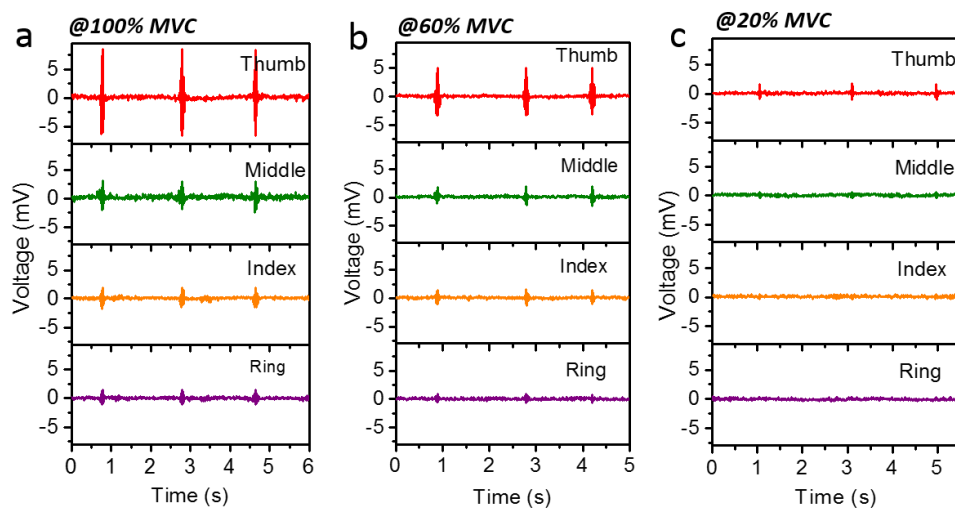 a @100% MVC
Thumb
5
0
-5
Middle
5
0
-5
Index
5
0
-5
Ring
5
0
-5
0 1 2 3 4 5 6
Voltage (mV)
Time (s)
b @60% MVC
Thumb
5
0
-5
Middle
5
0
-5
Index
5
0
-5
Ring
5
0
-5
0 1 2 3 4 5
Voltage (mV)
Time (s)
c @20% MVC
Thumb
5
0
-5
Middle
5
0
-5
Index
5
0
-5
Ring
5
0
-5
0 1 2 3 4 5
Voltage (mV)
Time (s)